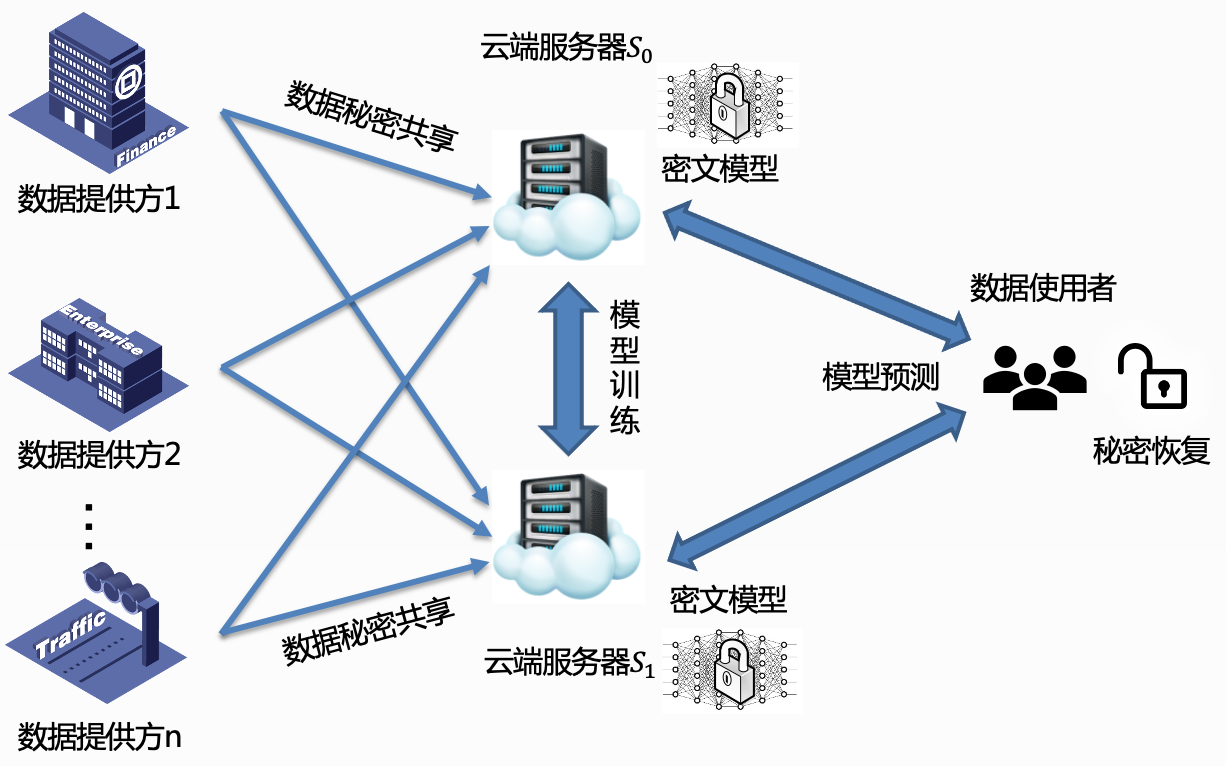 云端服务器S₀
数据秘密共享
Finance
密文模型
数据提供方1
数据使用者
Enterprise
模型训练
模型预测
数据提供方2
秘密恢复
Traffic
密文模型
数据秘密共享
云端服务器S₁
数据提供方n